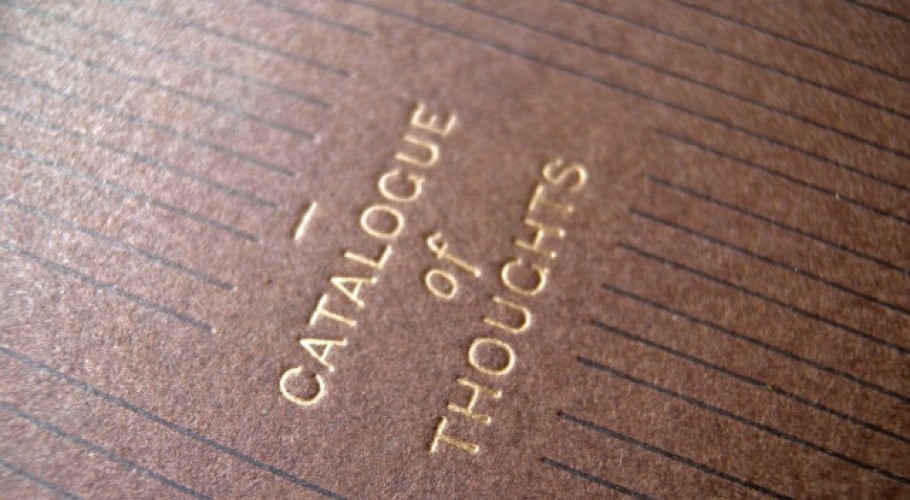 —
CATALOGUE
of
THOUGHTS